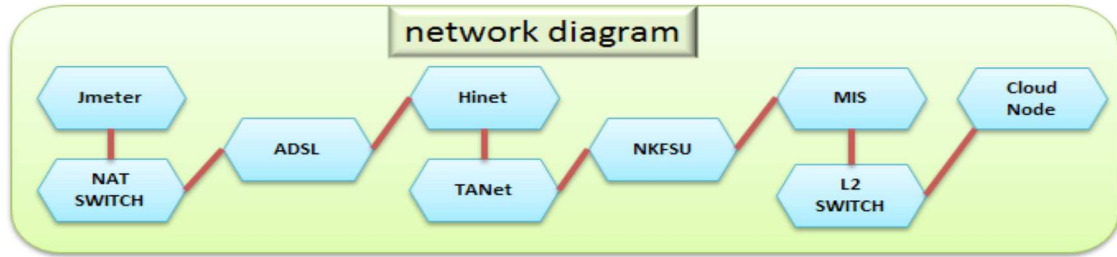 network diagram
Jmeter
NAT
SWITCH
ADSL
Hinet
TANet
NKFSU
MIS
L2
SWITCH
Cloud
Node